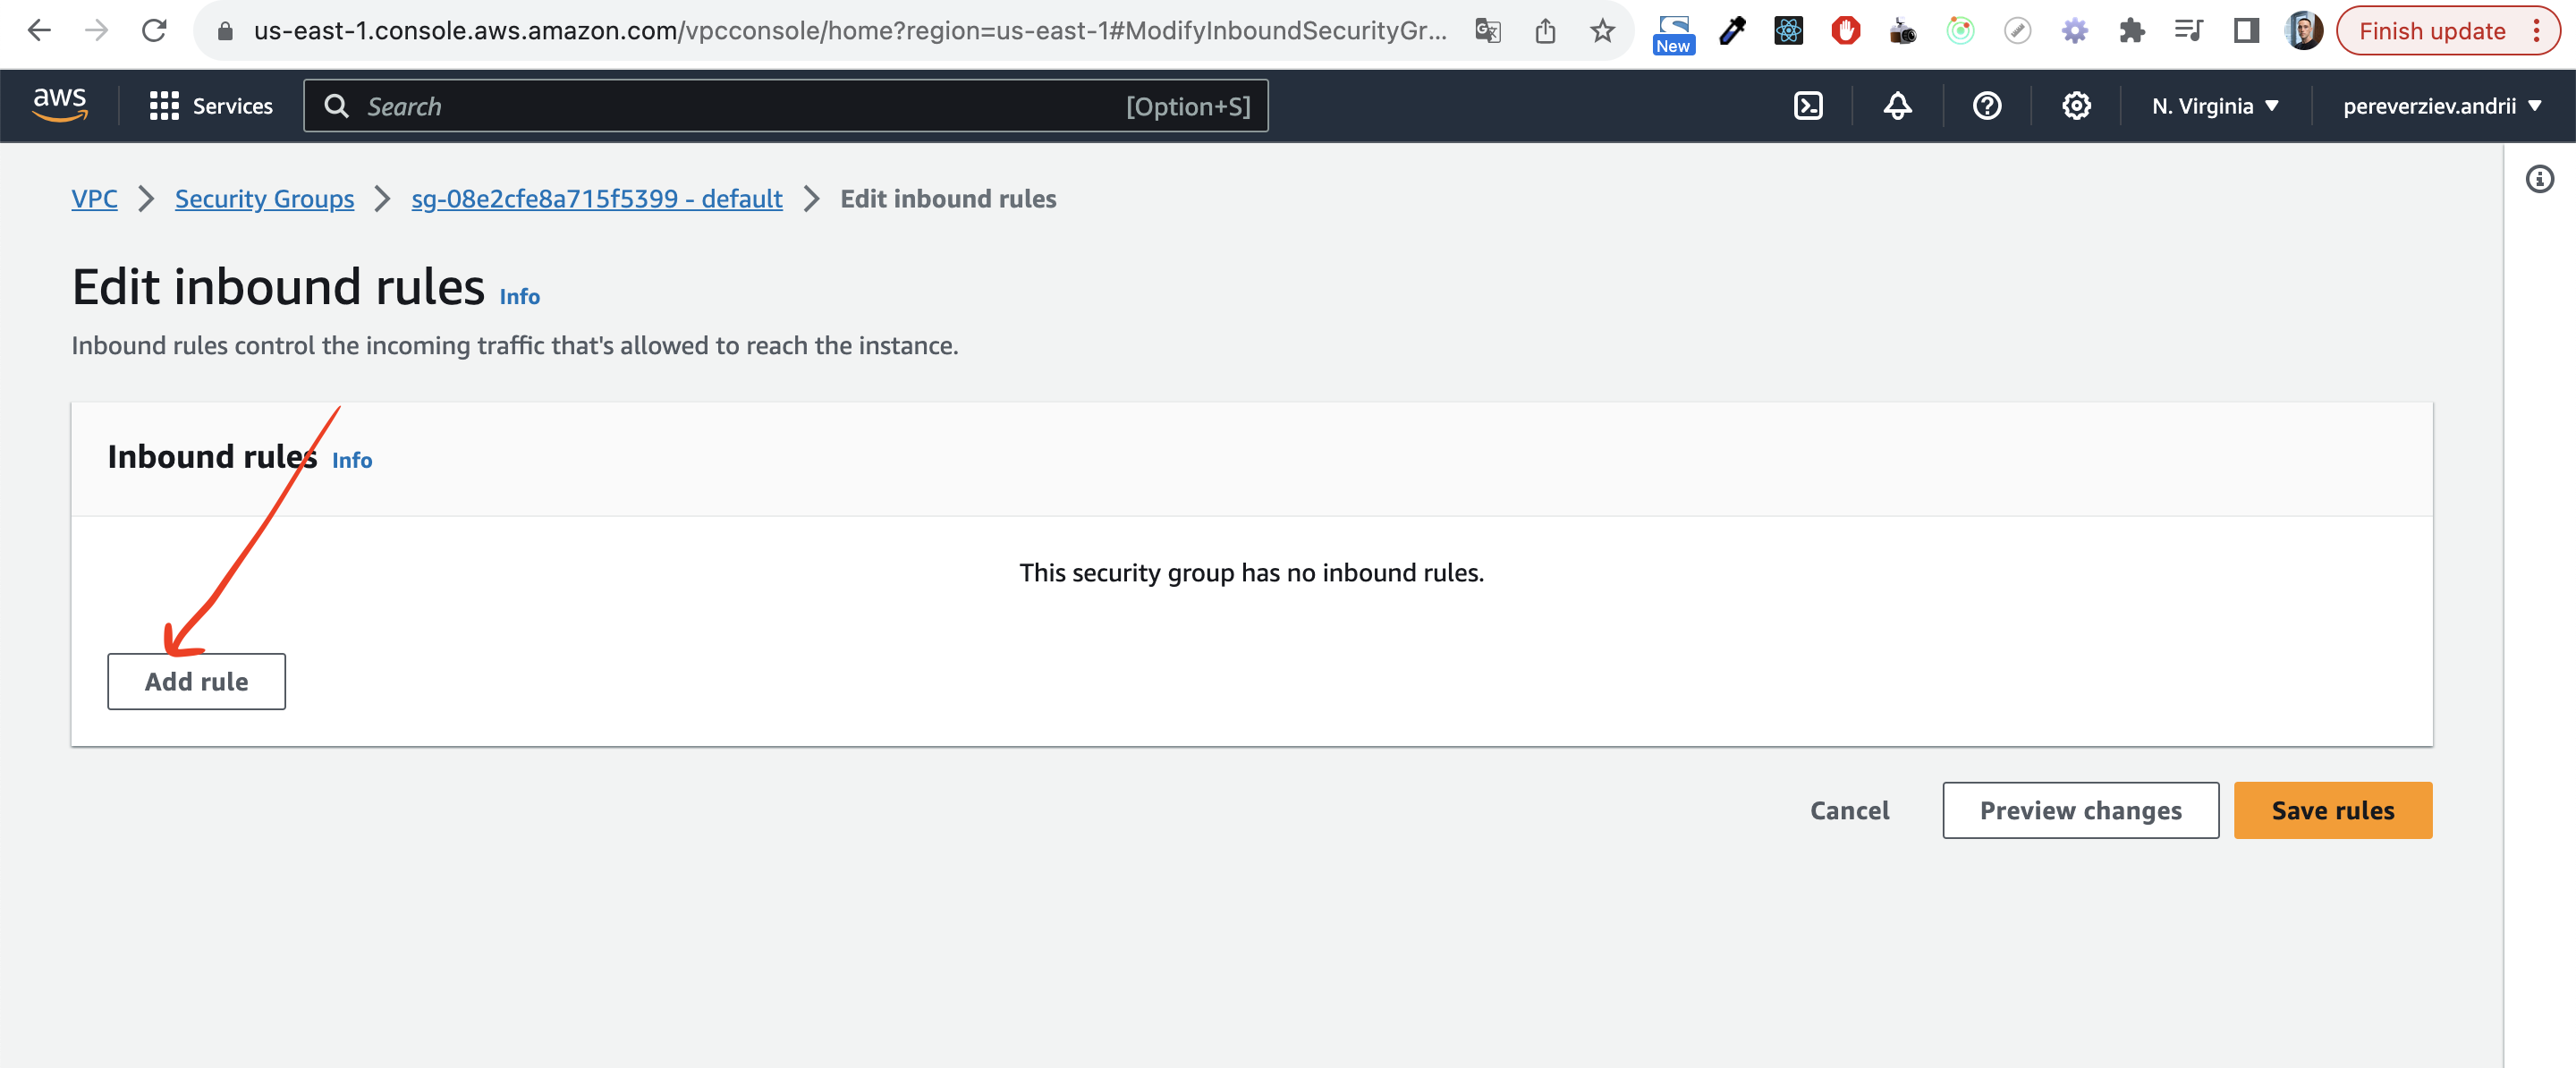 us-east-1.console.aws.amazon.com/vpcconsole/home?region=us-east-1#ModifyInboundSecurityGr...
New
Finish update
aws
Services
Search
[Option+S]
N. Virginia
pereverziev.andrii
VPC > Security Groups > sg-08e2cfe8a715f5399 - default > Edit inbound rules
Edit inbound rules Info
Inbound rules control the incoming traffic that's allowed to reach the instance.
Inbound rules Info
This security group has no inbound rules.
Add rule
Cancel
Preview changes
Save rules